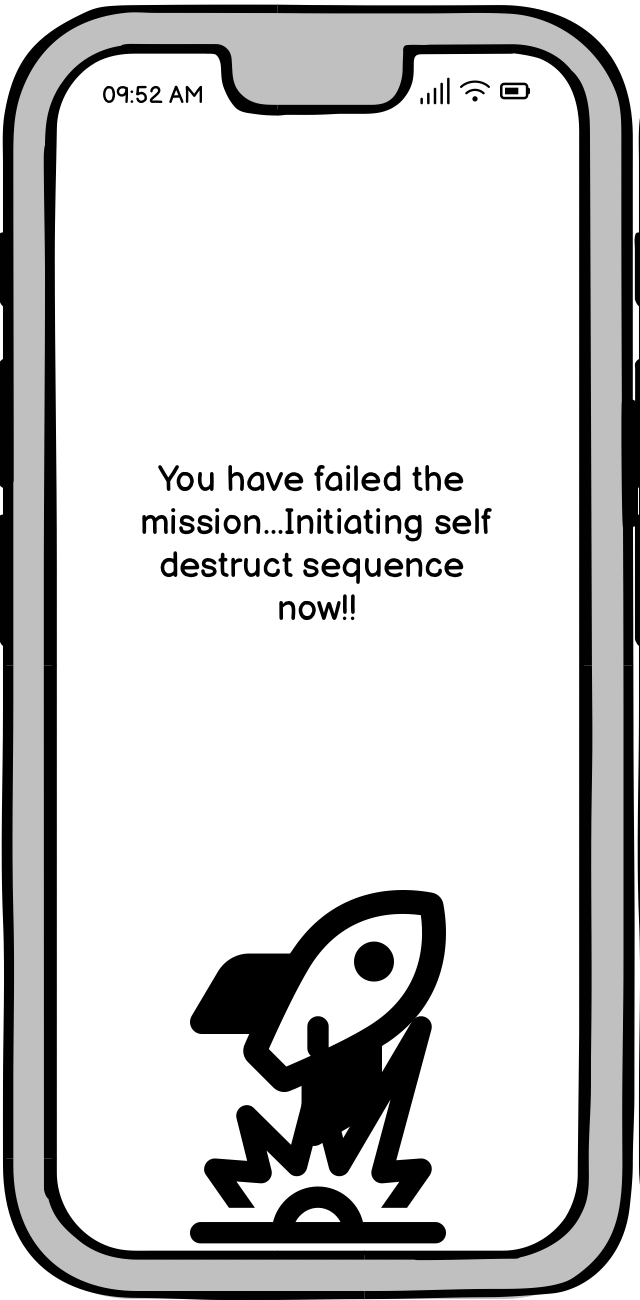 09:52 AM
You have failed the
mission...Initiating self
destruct sequence
now!!